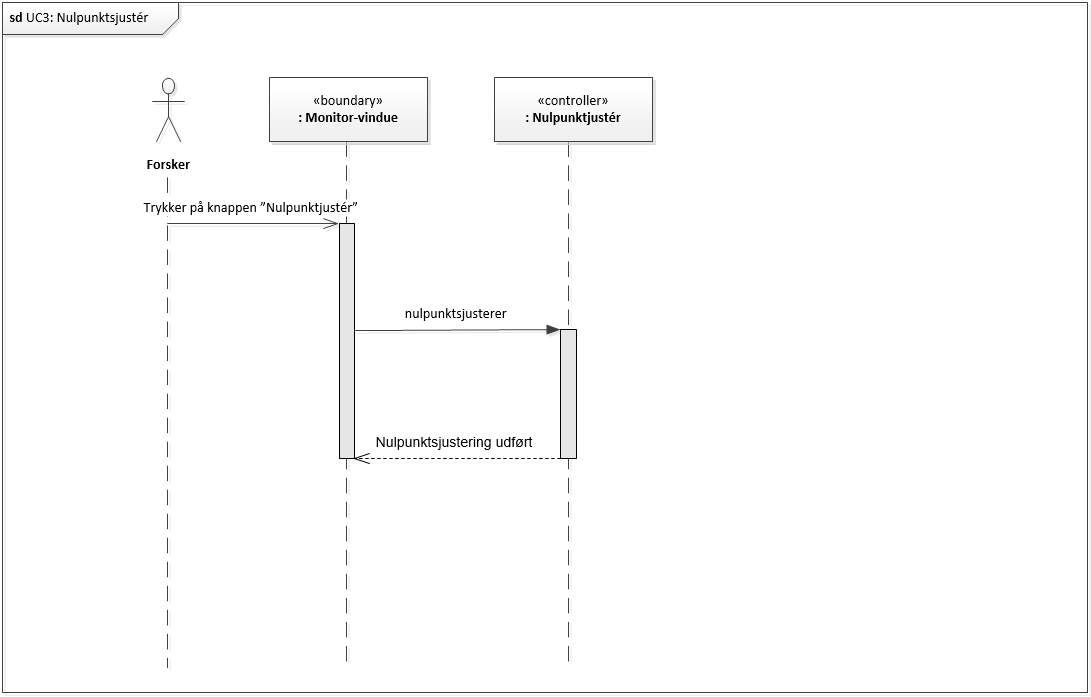 sd UC3: Nulpunktsjustér
«boundary»
: Monitor-vindue
«controller»
: Nulpunktjustér
Forsker
Trykker på knappen ”Nulpunktjustér”
nulpunktsjusterer
Nulpunktsjustering udført